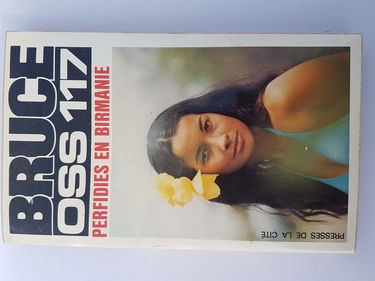 BRUCE
OSS 117
PERFIDIES EN BIRMANIE
PRESSES DE LA CITÉ